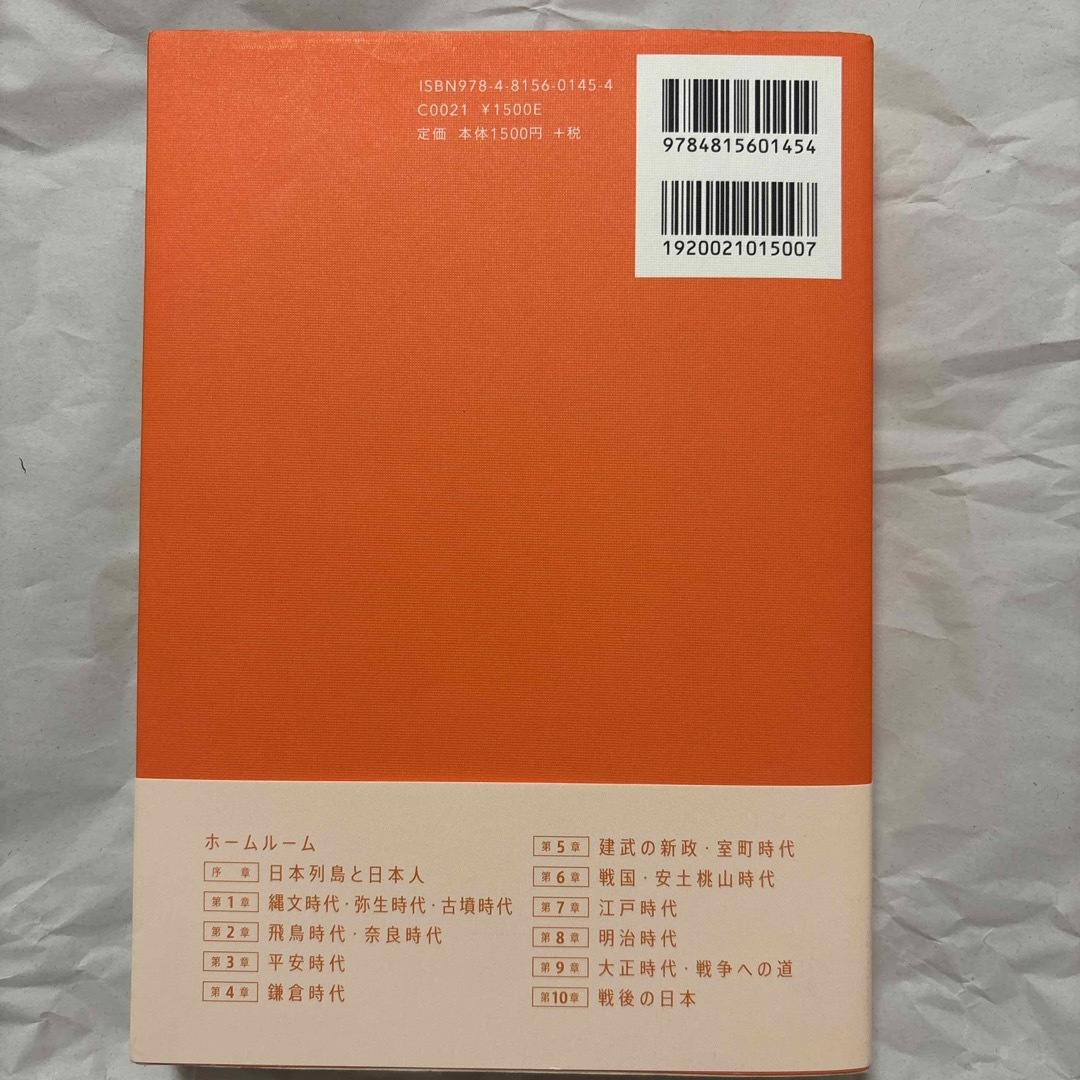 ISBN978-4-8156-0145-4
C0021 ¥1500E
定価 本体1500円 +税
9784815601454
1920021015007
ホームルーム
序 章 日本列島と日本人
第1章 縄文時代・弥生時代・古墳時代
第2章 飛鳥時代・奈良時代
第3章 平安時代
第4章 鎌倉時代
第5章 建武の新政・室町時代
第6章 戦国・安土桃山時代
第7章 江戸時代
第8章 明治時代
第9章 大正時代・戦争への道
第10章 戦後の日本